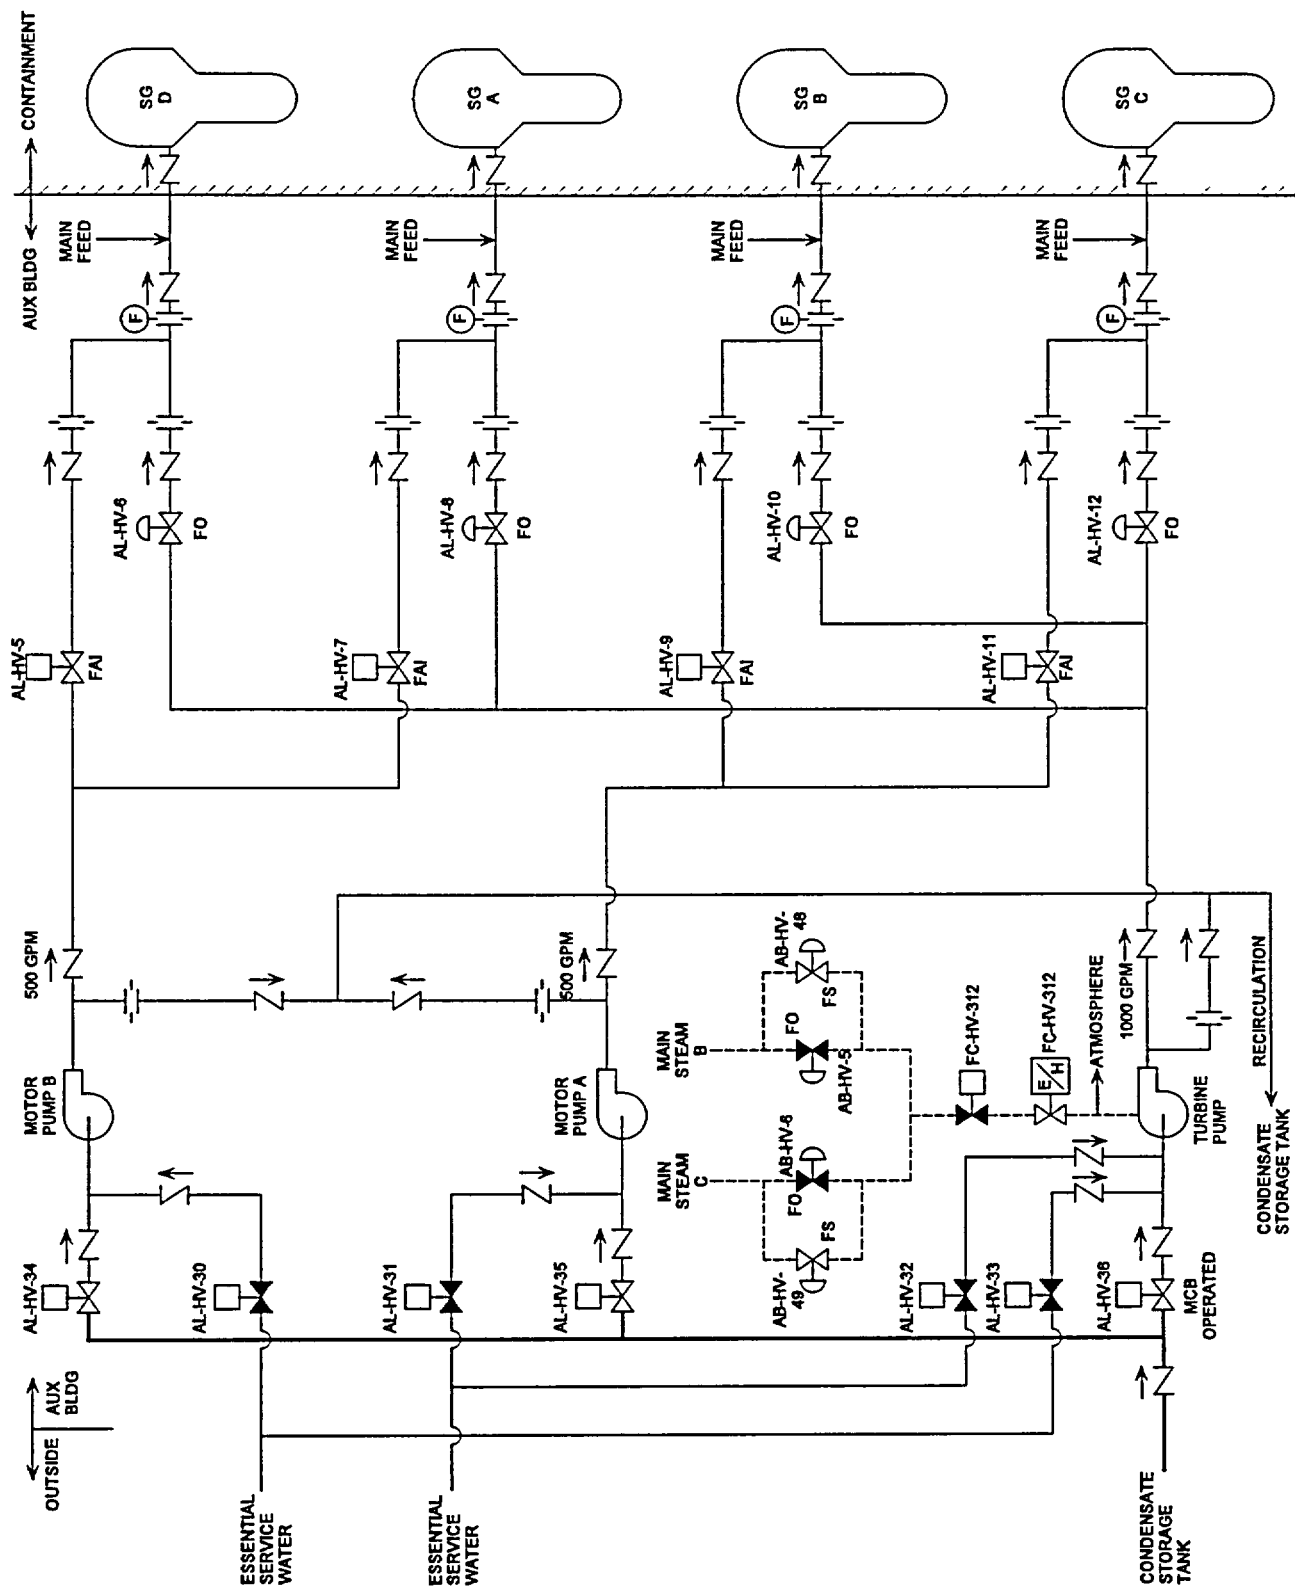 OUTSIDE
AUX
BLDG
AUX BLDG
CONTAINMENT
AL-HV-34
MOTOR
PUMP B
500 GPM
AL-HV-5
FAI
AL-HV-6
FO
F
MAIN
FEED
SG
D
ESSENTIAL
SERVICE
WATER
AL-HV-30
AL-HV-7
FAI
AL-HV-8
FO
F
MAIN
FEED
SG
A
ESSENTIAL
SERVICE
WATER
AL-HV-31
AL-HV-35
MOTOR
PUMP A
500 GPM
AL-HV-9
FAI
AL-HV-10
FO
F
MAIN
FEED
SG
B
MAIN
STEAM
C
AB-HV-6
FO
AB-HV-
49
FS
MAIN
STEAM
B
FO
AB-HV-5
AB-HV-
48
FS
FC-HV-312
FC-HV-312
E/H
ATMOSPHERE
AL-HV-32
AL-HV-33
AL-HV-36
MCB
OPERATED
TURBINE
PUMP
1000 GPM
AL-HV-11
FAI
AL-HV-12
FO
F
MAIN
FEED
SG
C
CONDENSATE
STORAGE
TANK
CONDENSATE
STORAGE TANK
RECIRCULATION